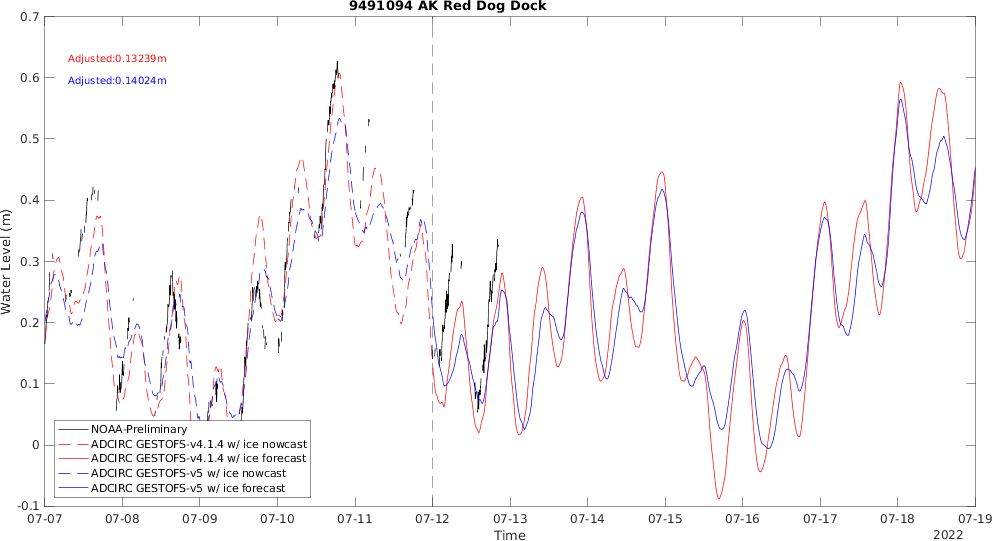 9491094 AK Red Dog Dock
0.7
0.6
0.5
0.4
0.3
0.2
0.1
0
-0.1
Water Level (m)
Adjusted:0.13239m
Adjusted:0.14024m
NOAA-Preliminary
ADCIRC GESTOFS-v4.1.4 w/ ice nowcast
ADCIRC GESTOFS-v4.1.4 w/ ice forecast
ADCIRC GESTOFS-v5 w/ ice nowcast
ADCIRC GESTOFS-v5 w/ ice forecast
07-07 07-08 07-09 07-10 07-11 07-12 07-13 07-14 07-15 07-16 07-17 07-18 07-19
Time
2022